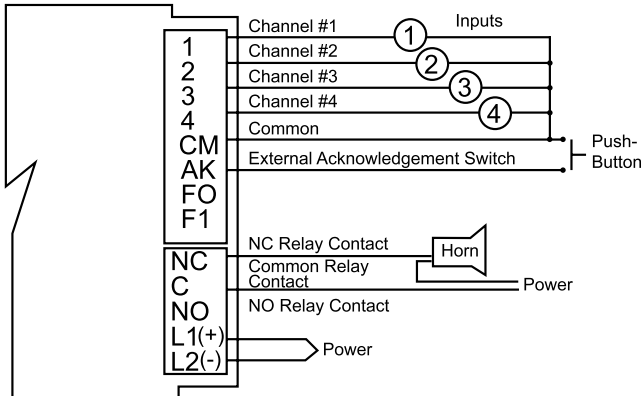 Channel #1
Inputs
1
1
Channel #2
2
2
Channel #3
3
3
Channel #4
4
4
Common
CM
Push-
Button
External Acknowledgement Switch
AK
FO
F1
NC Relay Contact
NC
Horn
Common Relay
Contact
C
Power
NO Relay Contact
NO
L1(+)
Power
L2(-)